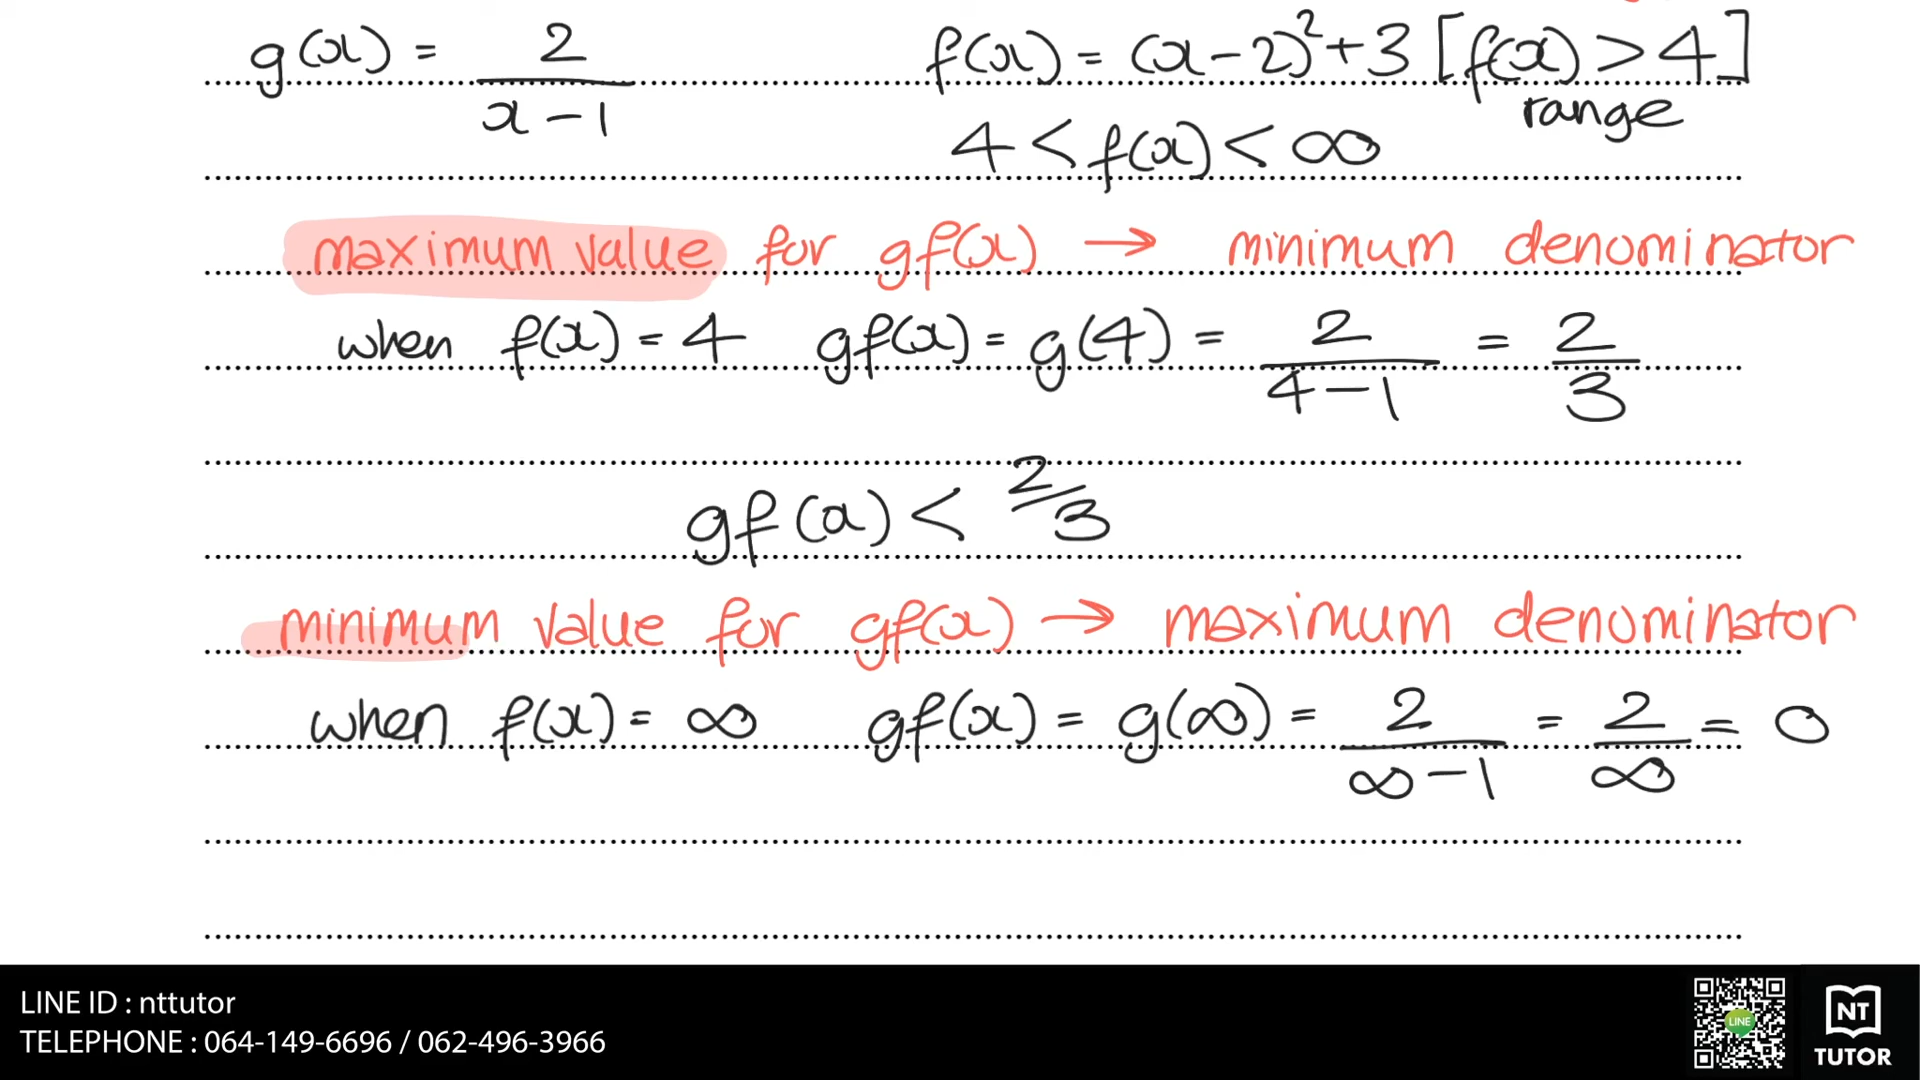 g(x) = 2/(x-1)    f(x) = (x-2)²+3 [f(x) > 4]
range
4 < f(x) < ∞
maximum value for gf(x) → minimum denominator
when f(x) = 4    gf(x) = g(4) = 2/(4-1) = 2/3
gf(x) < 2/3
minimum value for gf(x) → maximum denominator
when f(x) = ∞    gf(x) = g(∞) = 2/(∞-1) = 2/∞ = 0
LINE ID : nttutor
TELEPHONE : 064-149-6696 / 062-496-3966
LINE
NT
TUTOR